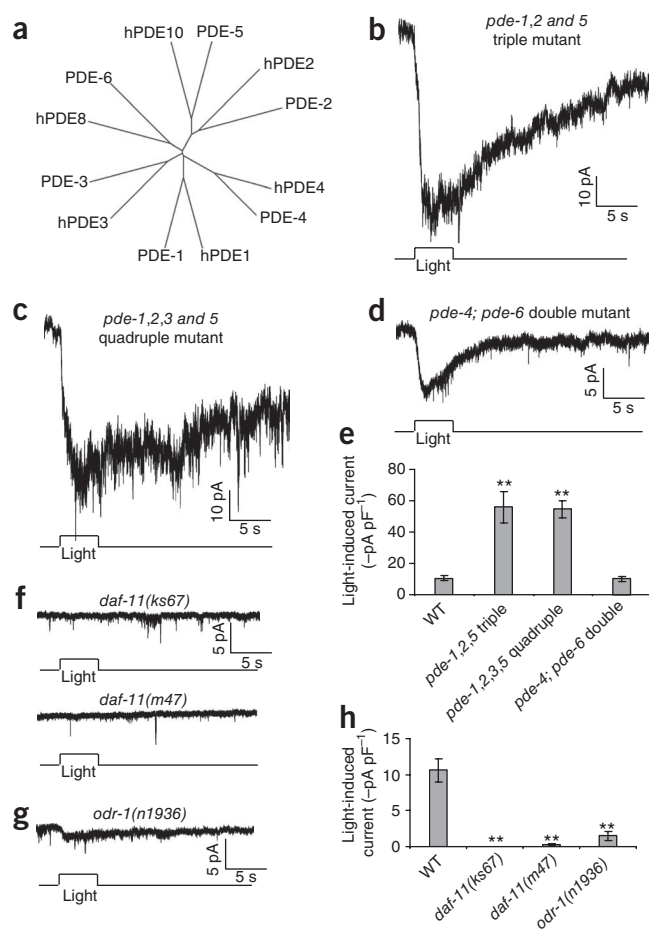 a
hPDE10
PDE-5
PDE-6
hPDE2
hPDE8
PDE-2
PDE-3
hPDE4
hPDE3
PDE-4
PDE-1
hPDE1
b
pde-1,2 and 5
triple mutant
10 pA
5 s
Light
c
pde-1,2,3 and 5
quadruple mutant
10 pA
5 s
Light
d
pde-4; pde-6 double mutant
5 pA
5 s
Light
e
Light-induced current
(–pA pF–1)
80
60
40
20
0
**
**
WT
pde-1,2,5 triple
pde-1,2,3,5 quadruple
pde-4; pde-6 double
f
daf-11(ks67)
5 pA
5 s
Light
daf-11(m47)
Light
g
odr-1(n1936)
5 pA
5 s
Light
h
Light-induced
current (–pA pF–1)
15
10
5
0
**
**
**
WT
daf-11(ks67)
daf-11(m47)
odr-1(n1936)